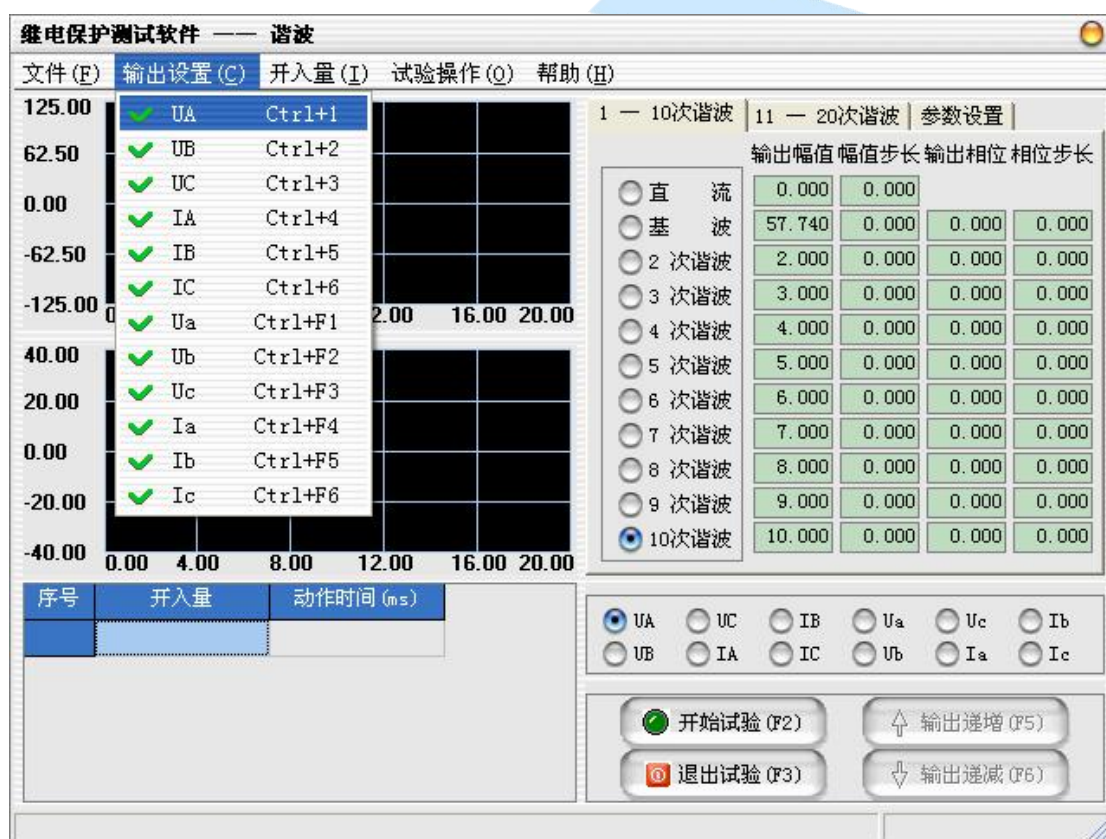 继电保护测试软件 —— 谐波
文件(F) 输出设置(C) 开入量(I) 试验操作(O) 帮助(H)
UA Ctrl+1
UB Ctrl+2
UC Ctrl+3
IA Ctrl+4
IB Ctrl+5
IC Ctrl+6
Ua Ctrl+F1
Ub Ctrl+F2
Uc Ctrl+F3
Ia Ctrl+F4
Ib Ctrl+F5
Ic Ctrl+F6
125.00
62.50
0.00
-62.50
-125.00
16.00 20.00
40.00
20.00
0.00
-20.00
-40.00
0.00 4.00 8.00 12.00 16.00 20.00
1 — 10次谐波 11 — 20次谐波 参数设置
输出幅值 幅值步长 输出相位 相位步长
直 流 0.000 0.000
基 波 57.740 0.000 0.000 0.000
2 次谐波 2.000 0.000 0.000 0.000
3 次谐波 3.000 0.000 0.000 0.000
4 次谐波 4.000 0.000 0.000 0.000
5 次谐波 5.000 0.000 0.000 0.000
6 次谐波 6.000 0.000 0.000 0.000
7 次谐波 7.000 0.000 0.000 0.000
8 次谐波 8.000 0.000 0.000 0.000
9 次谐波 9.000 0.000 0.000 0.000
10次谐波 10.000 0.000 0.000 0.000
序号 开入量 动作时间(ms)
UA UC IB Ua Uc Ib
UB IA IC Ub Ia Ic
开始试验(F2) 输出递增(F5)
退出试验(F3) 输出递减(F6)